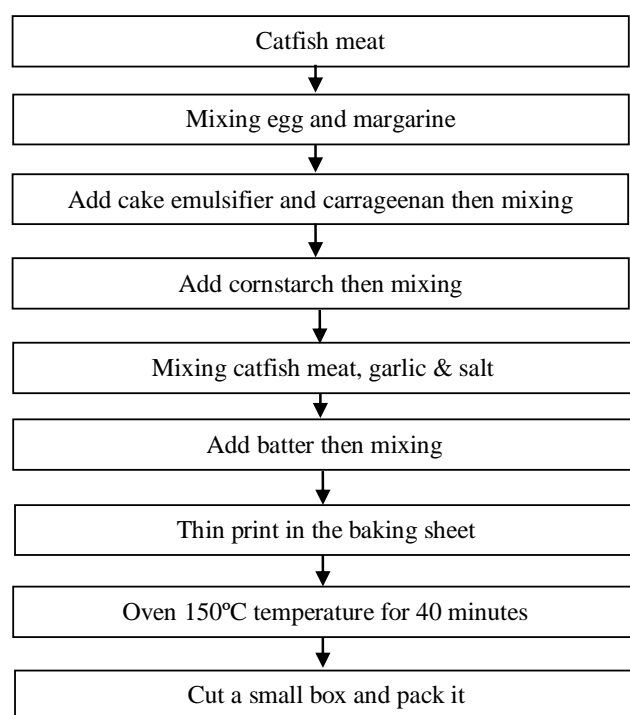 Catfish meat
Mixing egg and margarine
Add cake emulsifier and carrageenan then mixing
Add cornstarch then mixing
Mixing catfish meat, garlic & salt
Add batter then mixing
Thin print in the baking sheet
Oven 150ºC temperature for 40 minutes
Cut a small box and pack it